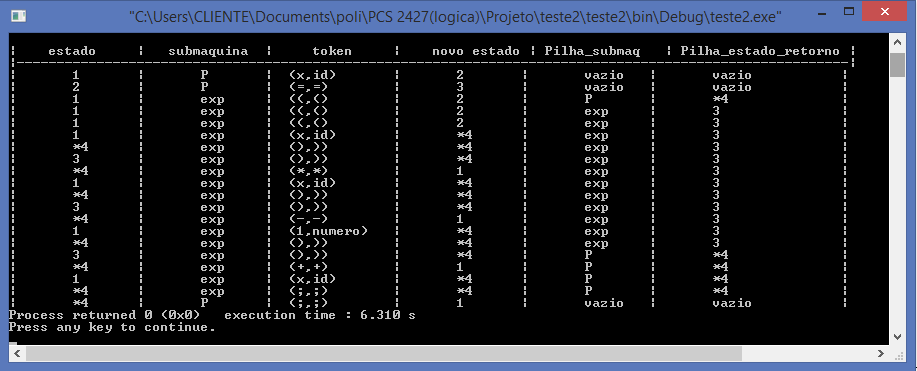 "C:\Users\CLIENTE\Documents\poli\PCS 2427(logica)\Projeto\teste2\teste2\bin\Debug\teste2.exe"
| estado | submaquina | token | novo estado | Pilha_submaq | Pilha_estado_retorno |
|-----------------------------------------------------------------------------------------------------|
| 1 | P | (x,id) | 2 | vazio | vazio |
| 2 | P | (=,=) | 3 | vazio | vazio |
| 1 | exp | ((,() | 2 | P | *4 |
| 1 | exp | ((,() | 2 | exp | 3 |
| 1 | exp | ((,() | 2 | exp | 3 |
| 1 | exp | (x,id) | *4 | exp | 3 |
| *4 | exp | (),)) | *4 | exp | 3 |
| 3 | exp | (),)) | *4 | exp | 3 |
| *4 | exp | (*,*) | 1 | exp | 3 |
| 1 | exp | (x,id) | *4 | exp | 3 |
| *4 | exp | (),)) | *4 | exp | 3 |
| 3 | exp | (),)) | *4 | exp | 3 |
| *4 | exp | (-,-) | 1 | exp | 3 |
| 1 | exp | (1,numero) | *4 | exp | 3 |
| *4 | exp | (),)) | *4 | exp | 3 |
| 3 | exp | (),)) | *4 | P | *4 |
| *4 | exp | (+,+) | 1 | P | *4 |
| 1 | exp | (x,id) | *4 | P | *4 |
| *4 | exp | (;,;) | *4 | P | *4 |
| *4 | P | (;,;) | 1 | vazio | vazio |
Process returned 0 (0x0) execution time : 6.310 s
Press any key to continue.